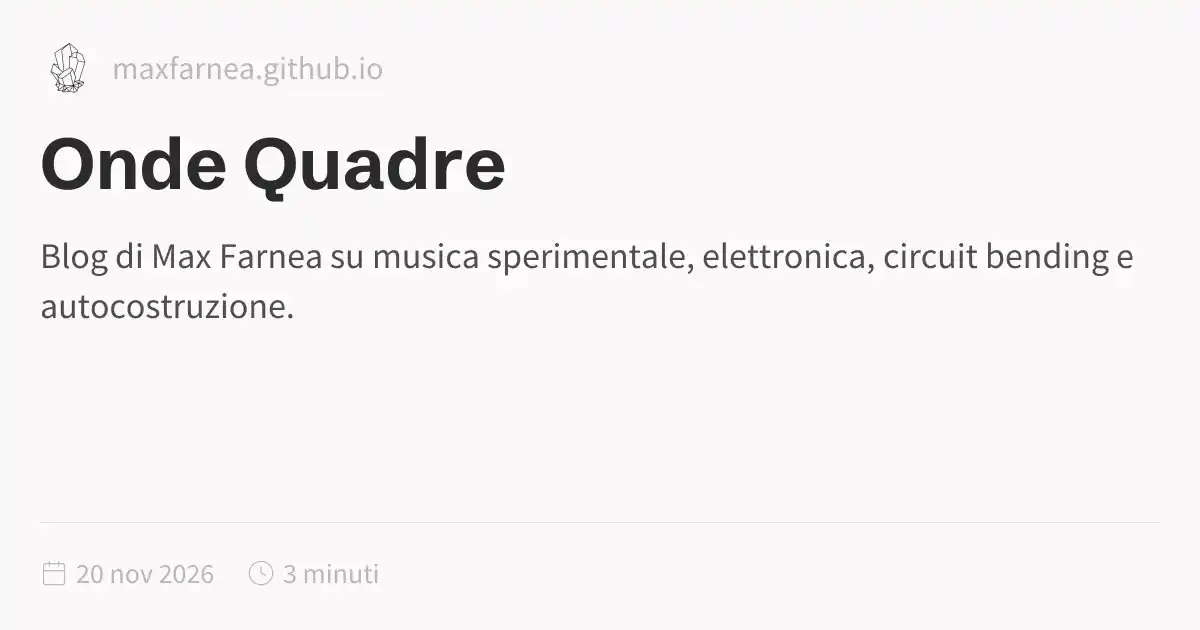 maxfarnea.github.io
Onde Quadre
Blog di Max Farnea su musica sperimentale, elettronica, circuit bending e
autocostruzione.
20 nov 2026 3 minuti